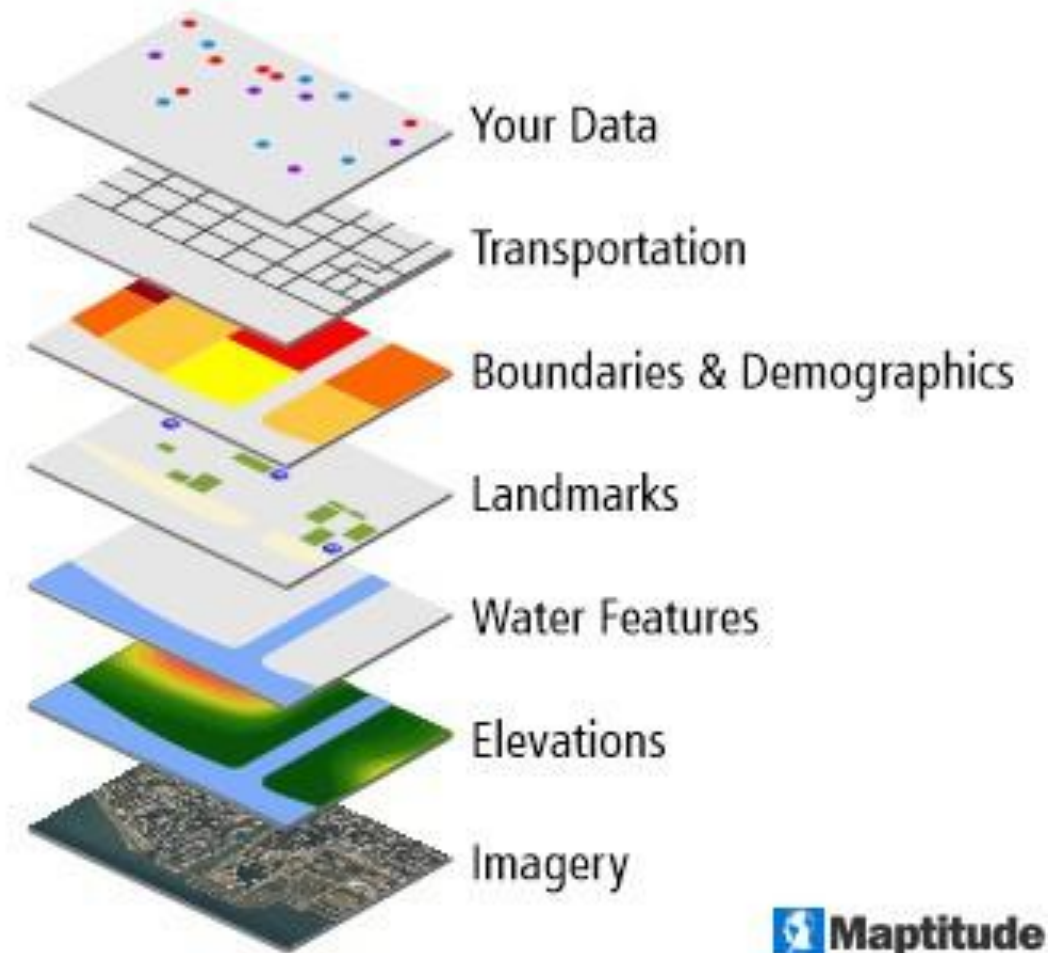 Your Data
Transportation
Boundaries & Demographics
Landmarks
Water Features
Elevations
Imagery
Maptitude